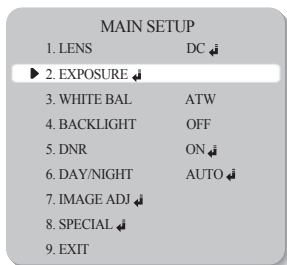 MAIN SETUP
1. LENS DC ↲
2. EXPOSURE ↲
3. WHITE BAL ATW
4. BACKLIGHT OFF
5. DNR ON ↲
6. DAY/NIGHT AUTO ↲
7. IMAGE ADJ ↲
8. SPECIAL ↲
9. EXIT